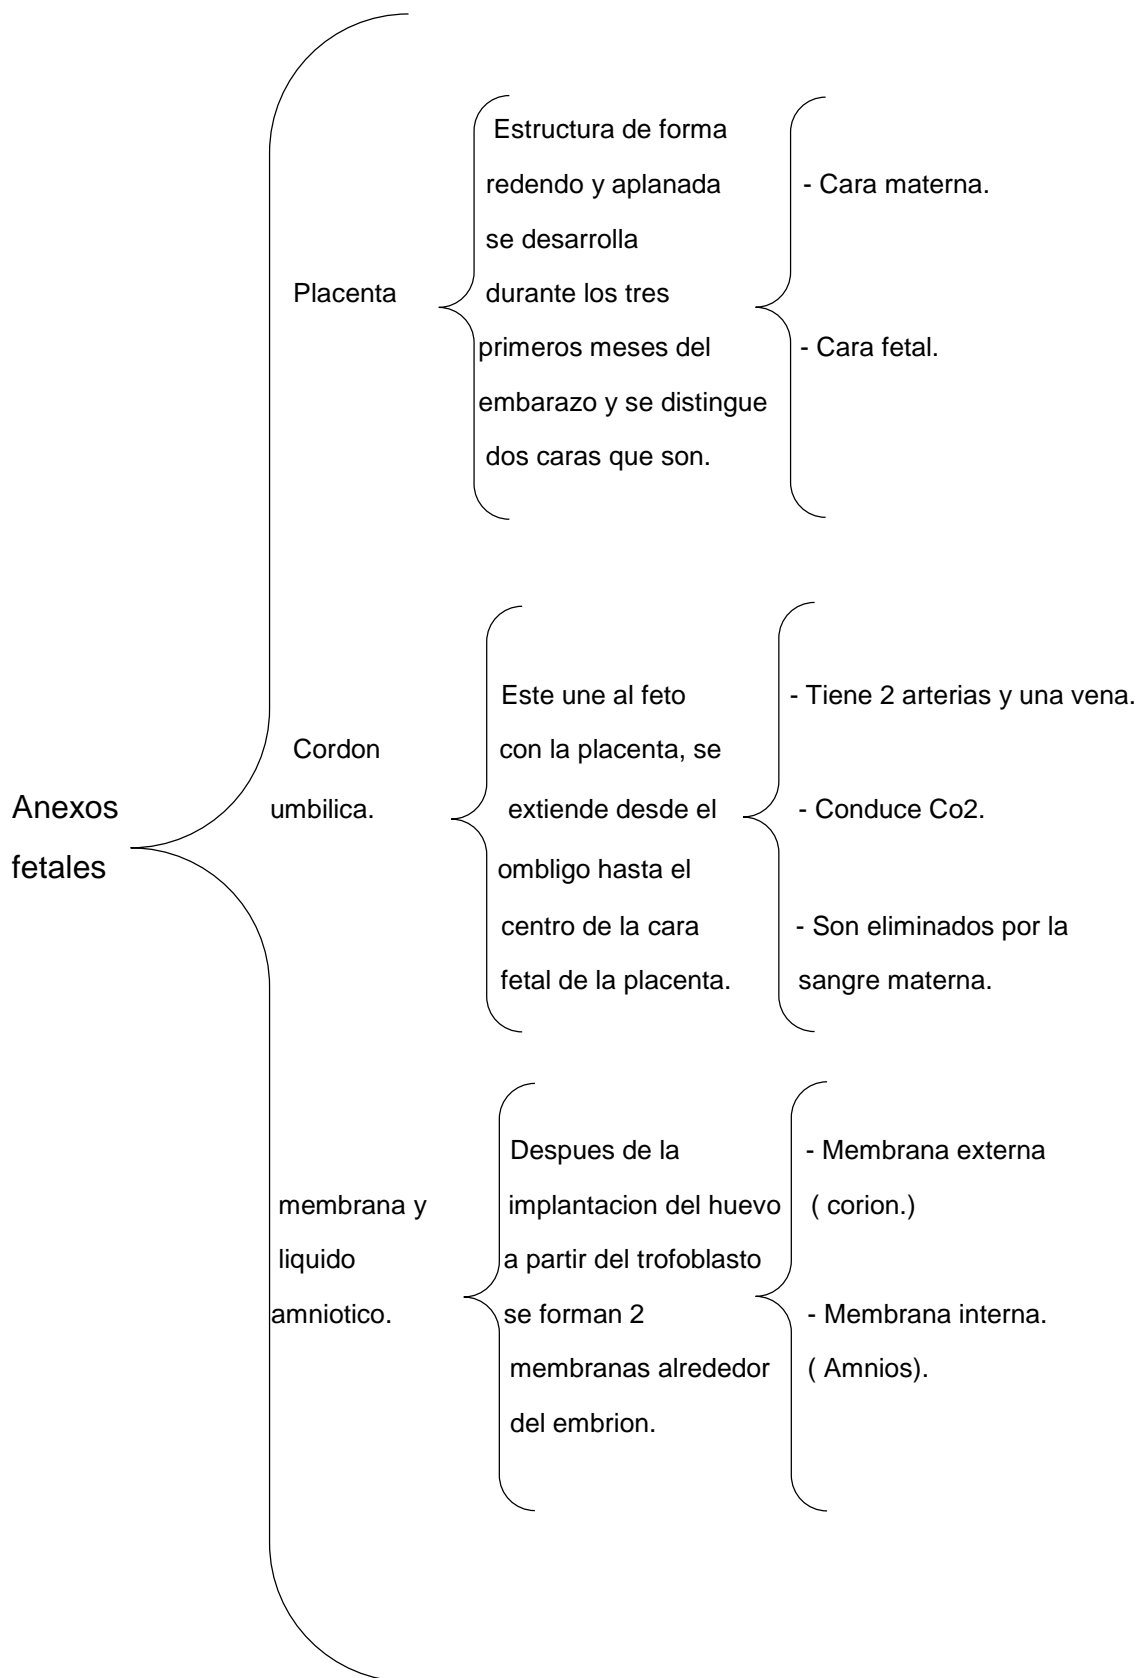 Anexos
fetales
Placenta
Estructura de forma
redendo y aplanada
se desarrolla
durante los tres
primeros meses del
embarazo y se distingue
dos caras que son.
- Cara materna.
- Cara fetal.
Cordon
umbilica.
Este une al feto
con la placenta, se
extiende desde el
ombligo hasta el
centro de la cara
fetal de la placenta.
- Tiene 2 arterias y una vena.
- Conduce Co2.
- Son eliminados por la
sangre materna.
membrana y
liquido
amniotico.
Despues de la
implantacion del huevo
a partir del trofoblasto
se forman 2
membranas alrededor
del embrion.
- Membrana externa
( corion.)
- Membrana interna.
( Amnios).